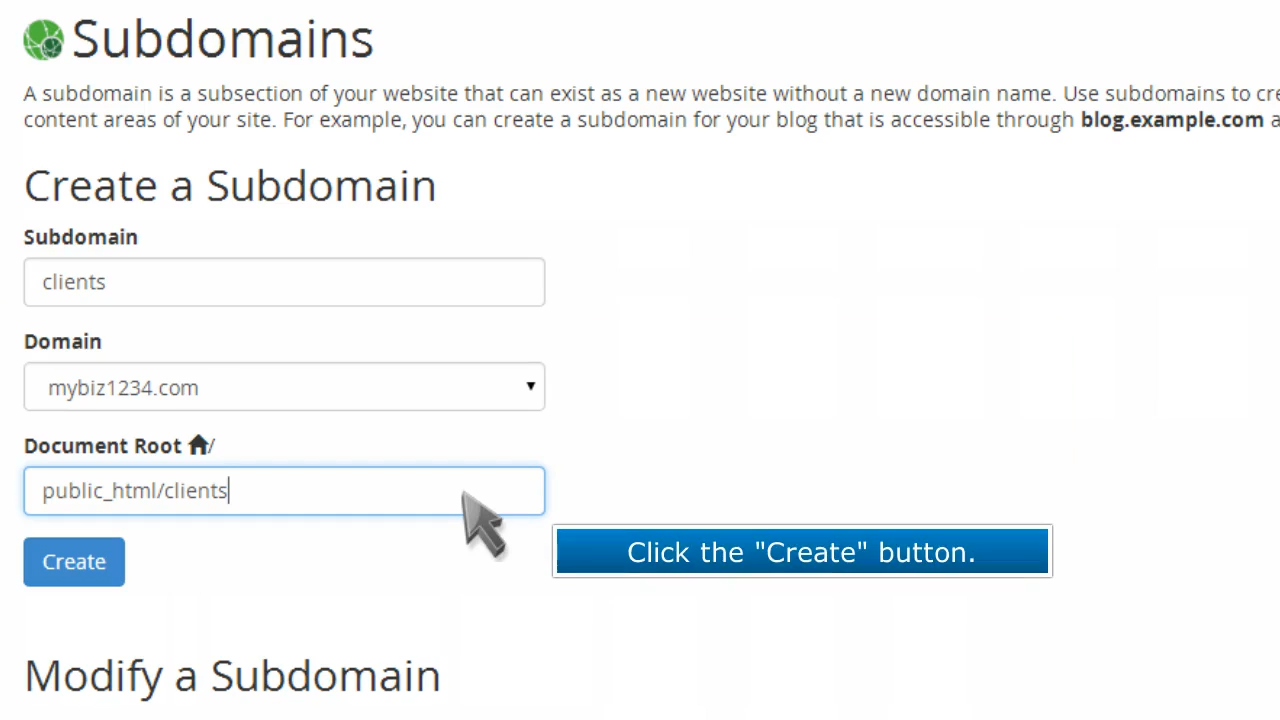 Subdomains
A subdomain is a subsection of your website that can exist as a new website without a new domain name. Use subdomains to cre
content areas of your site. For example, you can create a subdomain for your blog that is accessible through blog.example.com a
Create a Subdomain
Subdomain
clients
Domain
mybiz1234.com
Document Root /
public_html/clients
Create
Click the "Create" button.
Modify a Subdomain